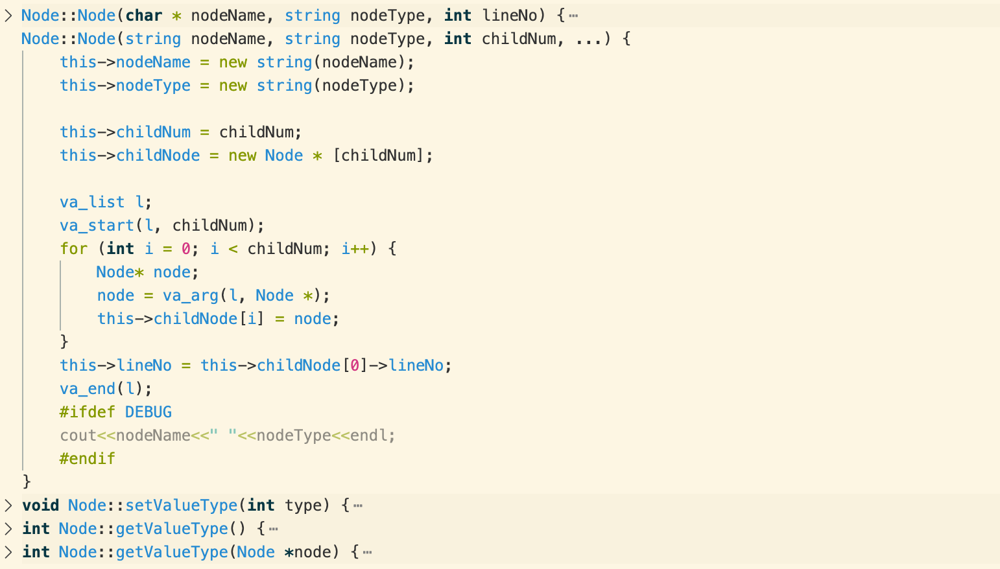 Node::Node(char * nodeName, string nodeType, int lineNo) {⋯
Node::Node(string nodeName, string nodeType, int childNum, ...) {
    this->nodeName = new string(nodeName);
    this->nodeType = new string(nodeType);

    this->childNum = childNum;
    this->childNode = new Node * [childNum];

    va_list l;
    va_start(l, childNum);
    for (int i = 0; i < childNum; i++) {
        Node* node;
        node = va_arg(l, Node *);
        this->childNode[i] = node;
    }
    this->lineNo = this->childNode[0]->lineNo;
    va_end(l);
    #ifdef DEBUG
    cout<<nodeName<<" "<<nodeType<<endl;
    #endif
}
void Node::setValueType(int type) {⋯
int Node::getValueType() {⋯
int Node::getValueType(Node *node) {⋯